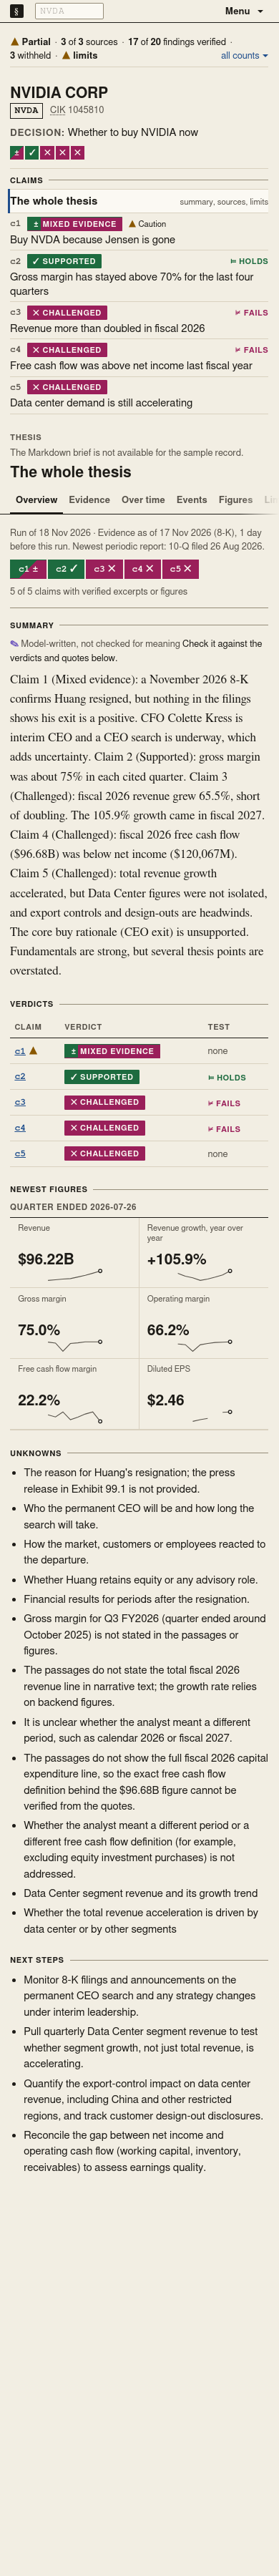 § NVDA Menu
Partial · 3 of 3 sources · 17 of 20 findings verified ·
3 withheld · limits all counts
NVIDIA CORP
NVDA CIK 1045810
DECISION: Whether to buy NVIDIA now
± ✓ ✕ ✕ ✕
CLAIMS
The whole thesis summary, sources, limits
c1 ± MIXED EVIDENCE Caution
Buy NVDA because Jensen is gone
c2 ✓ SUPPORTED ⊨ HOLDS
Gross margin has stayed above 70% for the last four
quarters
c3 ✕ CHALLENGED ⊭ FAILS
Revenue more than doubled in fiscal 2026
c4 ✕ CHALLENGED ⊭ FAILS
Free cash flow was above net income last fiscal year
c5 ✕ CHALLENGED
Data center demand is still accelerating
THESIS
The Markdown brief is not available for the sample record.
The whole thesis
Overview Evidence Over time Events Figures
Run of 18 Nov 2026 · Evidence as of 17 Nov 2026 (8-K), 1 day
before this run. Newest periodic report: 10-Q filed 26 Aug 2026.
c1 ± c2 ✓ c3 ✕ c4 ✕ c5 ✕
5 of 5 claims with verified excerpts or figures
SUMMARY
✎ Model-written, not checked for meaning Check it against the
verdicts and quotes below.
Claim 1 (Mixed evidence): a November 2026 8-K
confirms Huang resigned, but nothing in the filings
shows his exit is a positive. CFO Colette Kress is
interim CEO and a CEO search is underway, which
adds uncertainty. Claim 2 (Supported): gross margin
was about 75% in each cited quarter. Claim 3
(Challenged): fiscal 2026 revenue grew 65.5%, short
of doubling. The 105.9% growth came in fiscal 2027.
Claim 4 (Challenged): fiscal 2026 free cash flow
($96.68B) was below net income ($120,067M).
Claim 5 (Challenged): total revenue growth
accelerated, but Data Center figures were not isolated,
and export controls and design-outs are headwinds.
The core buy rationale (CEO exit) is unsupported.
Fundamentals are strong, but several thesis points are
overstated.
VERDICTS
CLAIM VERDICT TEST
c1 ± MIXED EVIDENCE none
c2 ✓ SUPPORTED ⊨ HOLDS
c3 ✕ CHALLENGED ⊭ FAILS
c4 ✕ CHALLENGED ⊭ FAILS
c5 ✕ CHALLENGED none
NEWEST FIGURES
QUARTER ENDED 2026-07-26
Revenue
$96.22B
Revenue growth, year over
year
+105.9%
Gross margin
75.0%
Operating margin
66.2%
Free cash flow margin
22.2%
Diluted EPS
$2.46
UNKNOWNS
• The reason for Huang's resignation; the press
release in Exhibit 99.1 is not provided.
• Who the permanent CEO will be and how long the
search will take.
• How the market, customers or employees reacted to
the departure.
• Whether Huang retains equity or any advisory role.
• Financial results for periods after the resignation.
• Gross margin for Q3 FY2026 (quarter ended around
October 2025) is not stated in the passages or
figures.
• The passages do not state the total fiscal 2026
revenue line in narrative text; the growth rate relies
on backend figures.
• It is unclear whether the analyst meant a different
period, such as calendar 2026 or fiscal 2027.
• The passages do not show the full fiscal 2026 capital
expenditure line, so the exact free cash flow
definition behind the $96.68B figure cannot be
verified from the quotes.
• Whether the analyst meant a different period or a
different free cash flow definition (for example,
excluding equity investment purchases) is not
addressed.
• Data Center segment revenue and its growth trend
• Whether the total revenue acceleration is driven by
data center or by other segments
NEXT STEPS
• Monitor 8-K filings and announcements on the
permanent CEO search and any strategy changes
under interim leadership.
• Pull quarterly Data Center segment revenue to test
whether segment growth, not just total revenue, is
accelerating.
• Quantify the export-control impact on data center
revenue, including China and other restricted
regions, and track customer design-out disclosures.
• Reconcile the gap between net income and
operating cash flow (working capital, inventory,
receivables) to assess earnings quality.